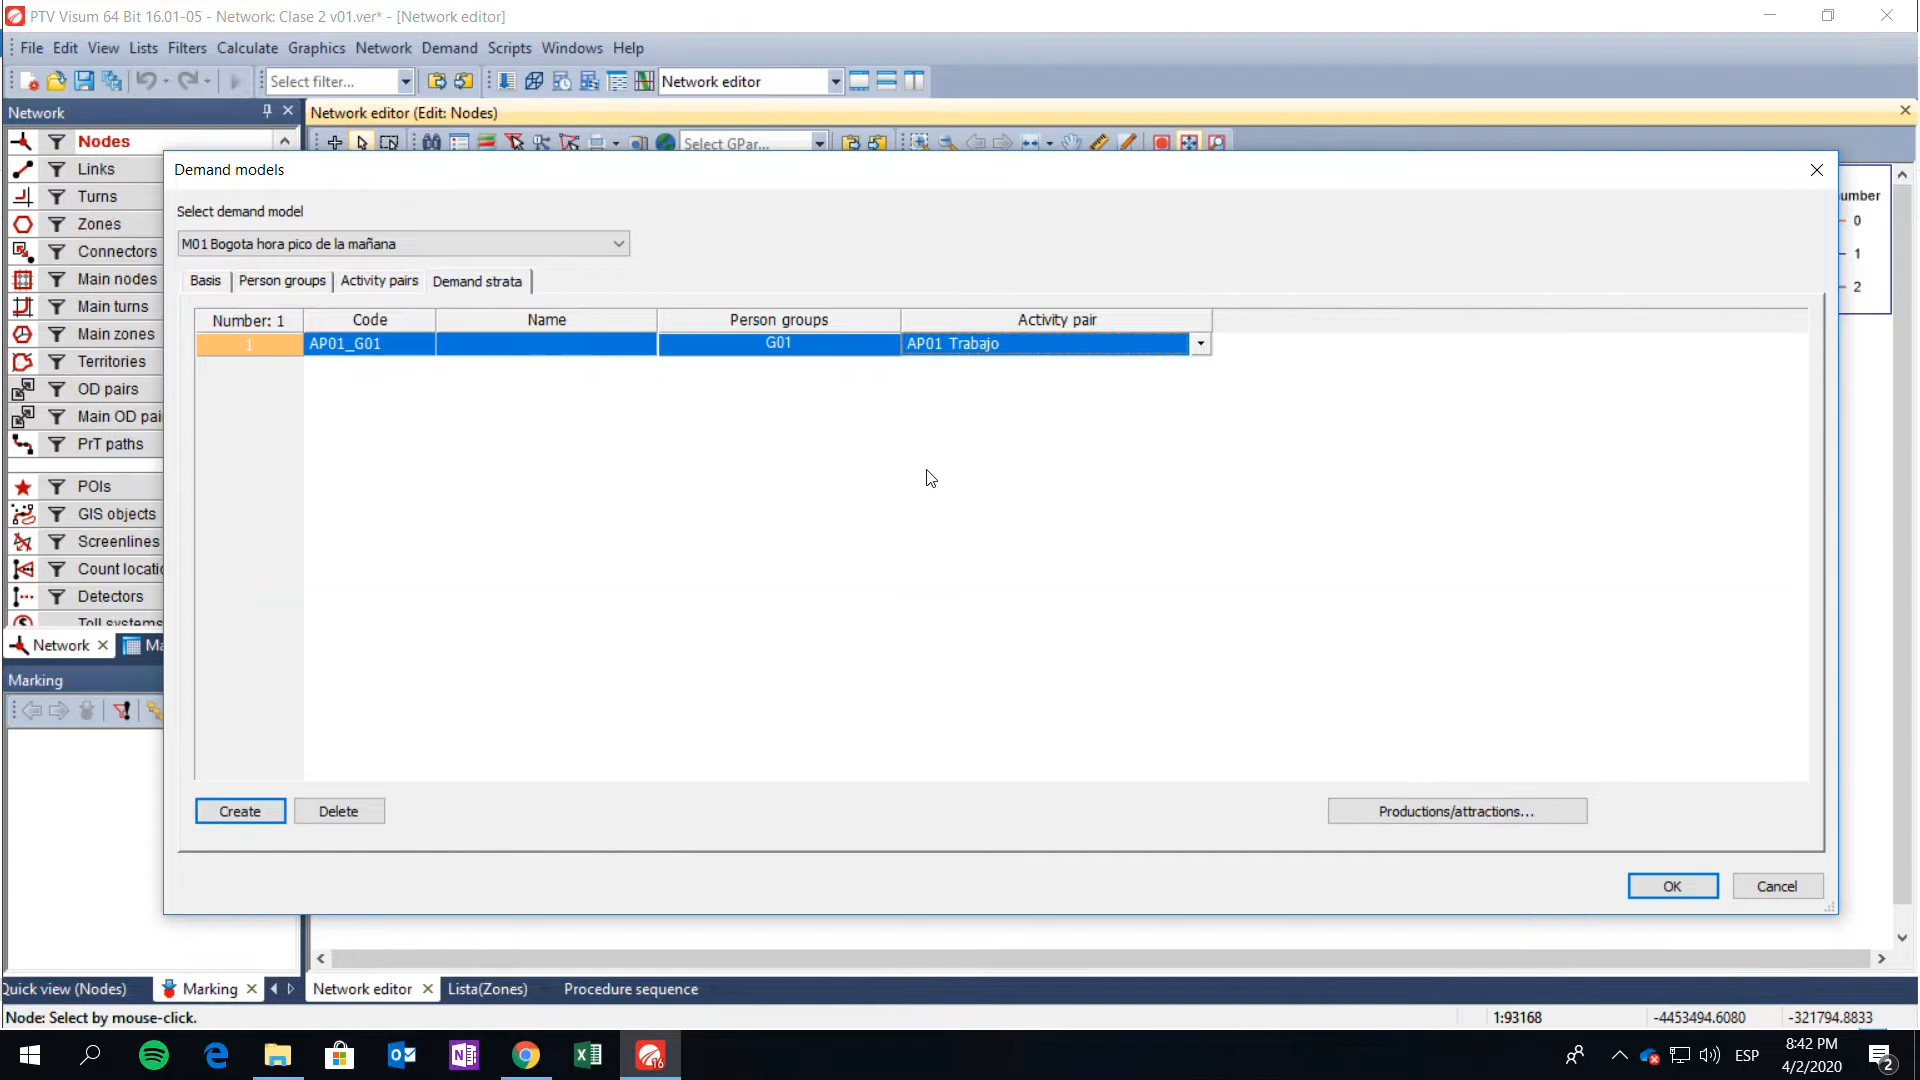 PTV Visum 64 Bit 16.01-05 - Network: Clase 2 v01.ver* - [Network editor]
File Edit View Lists Filters Calculate Graphics Network Demand Scripts Windows Help
Select filter... Network editor
Network
Network editor (Edit: Nodes)
Nodes
Select GPar...
Links
Turns
Zones
Connectors
Main nodes
Main turns
Main zones
Territories
OD pairs
Main OD pai
PrT paths
POIs
GIS objects
Screenlines
Count locati
Detectors
Toll systems
Network
Ma
Marking
Demand models
Select demand model
M01 Bogota hora pico de la mañana
Basis Person groups Activity pairs Demand strata
Number: 1 Code Name Person groups Activity pair
1 AP01_G01 G01 AP01 Trabajo
Create Delete Productions/attractions...
OK Cancel
umber
0
1
2
Quick view (Nodes) Marking Network editor Lista(Zones) Procedure sequence
Node: Select by mouse-click. 1:93168 -4453494.6080 -321794.8833
16
ESP
8:42 PM
4/2/2020
2